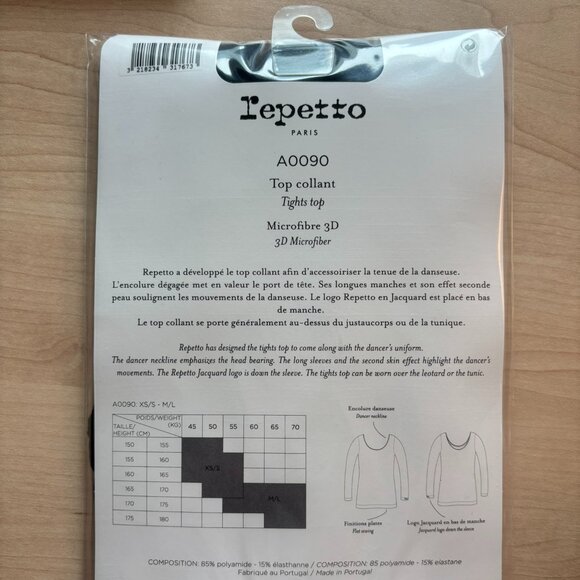 3 218234 317673
repetto
PARIS
A0090
Top collant
Tights top
Microfibre 3D
3D Microfiber
Repetto a développé le top collant afin d'accessoiriser la tenue de la danseuse.
L'encolure dégagée met en valeur le port de tête. Ses longues manches et son effet seconde
peau soulignent les mouvements de la danseuse. Le logo Repetto en Jacquard est placé en bas
de manche.
Le top collant se porte généralement au-dessus du justaucorps ou de la tunique.
Repetto has designed the tights top to come along with the dancer's uniform.
The dancer neckline emphasizes the head bearing. The long sleeves and the second skin effect highlight the dancer's
movements. The Repetto Jacquard logo is down the sleeve. The tights top can be worn over the leotard or the tunic.
A0090: XS/S - M/L
POIDS/WEIGHT (KG) 45 50 55 60 65 70
TAILLE/HEIGHT (CM)
150 155
155 160
160 165
165 170
170 175
175 180
XS/S
M/L
Encolure danseuse
Dancer neckline
Finitions plates
Flat sewing
Logo Jacquard en bas de manche
Jacquard logo down the sleeve
COMPOSITION: 85% polyamide - 15% élasthanne / COMPOSITION: 85 polyamide - 15% elastane
Fabriqué au Portugal / Made in Portugal